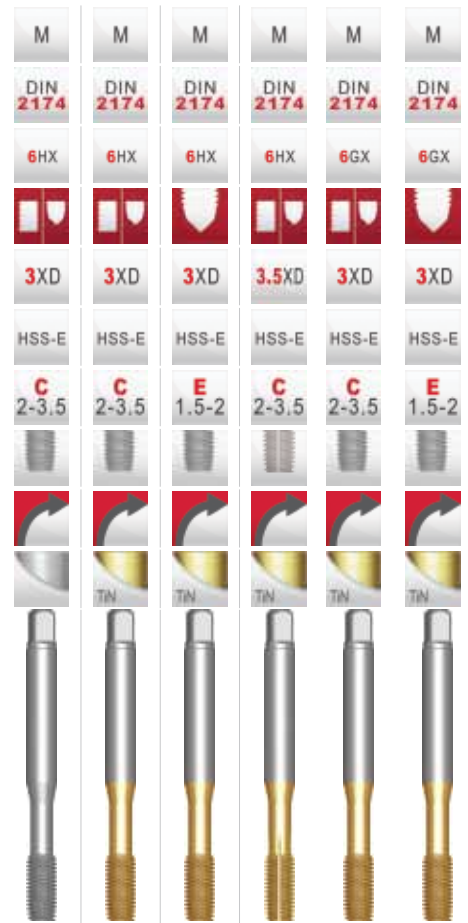 M M M M M M
DIN DIN DIN DIN DIN DIN
2174 2174 2174 2174 2174 2174
6HX 6HX 6HX 6HX 6GX 6GX
3XD 3XD 3XD 3.5XD 3XD 3XD
HSS-E HSS-E HSS-E HSS-E HSS-E HSS-E
C C E C C E
2-3.5 2-3.5 1.5-2 2-3.5 2-3.5 1.5-2
TiN TiN TiN TiN TiN